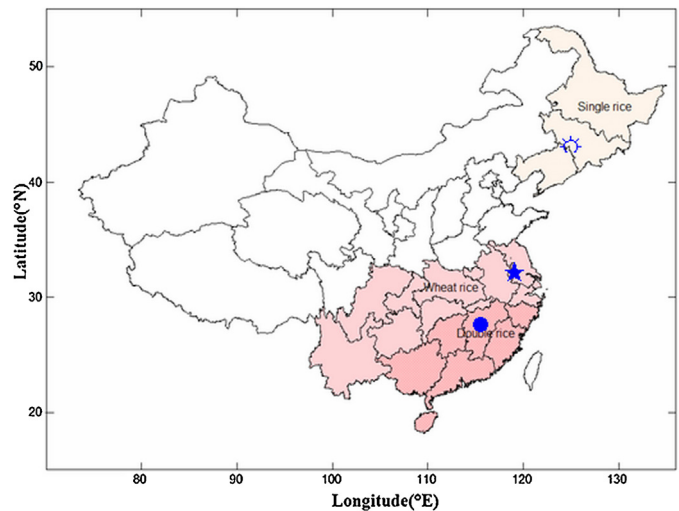 50
Single rice
40
Latitude(°N)
Wheat rice
30
Double rice
20
80 90 100 110 120 130
Longitude(°E)